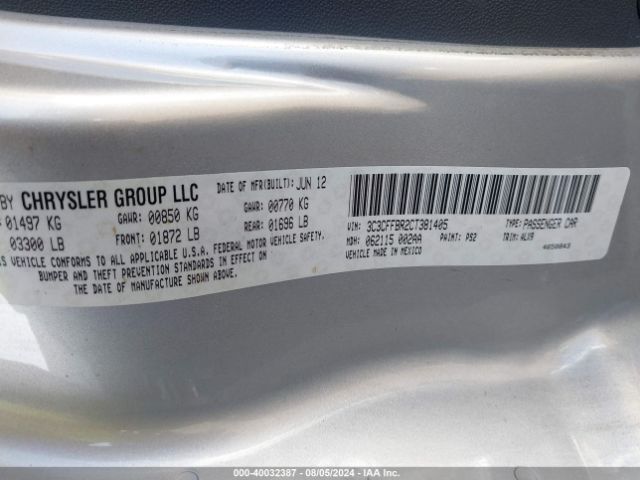 BY CHRYSLER GROUP LLC DATE OF MFR(BUILT): JUN 12
01497 KG GAWR: 00850 KG GAWR: 00770 KG
03300 LB FRONT: 01872 LB REAR: 01696 LB
VEHICLE CONFORMS TO ALL APPLICABLE U.S.A. FEDERAL MOTOR VEHICLE SAFETY,
BUMPER AND THEFT PREVENTION STANDARDS IN EFFECT ON
THE DATE OF MANUFACTURE SHOWN ABOVE.
VIN: 3C3CFFBR2CT381405 TYPE: PASSENGER CAR
MDH: 062115 002AA PAINT: PS2 TRIM: ALX9
VEHICLE MADE IN MEXICO 4650843
000-40032387 - 08/05/2024 - IAA Inc.